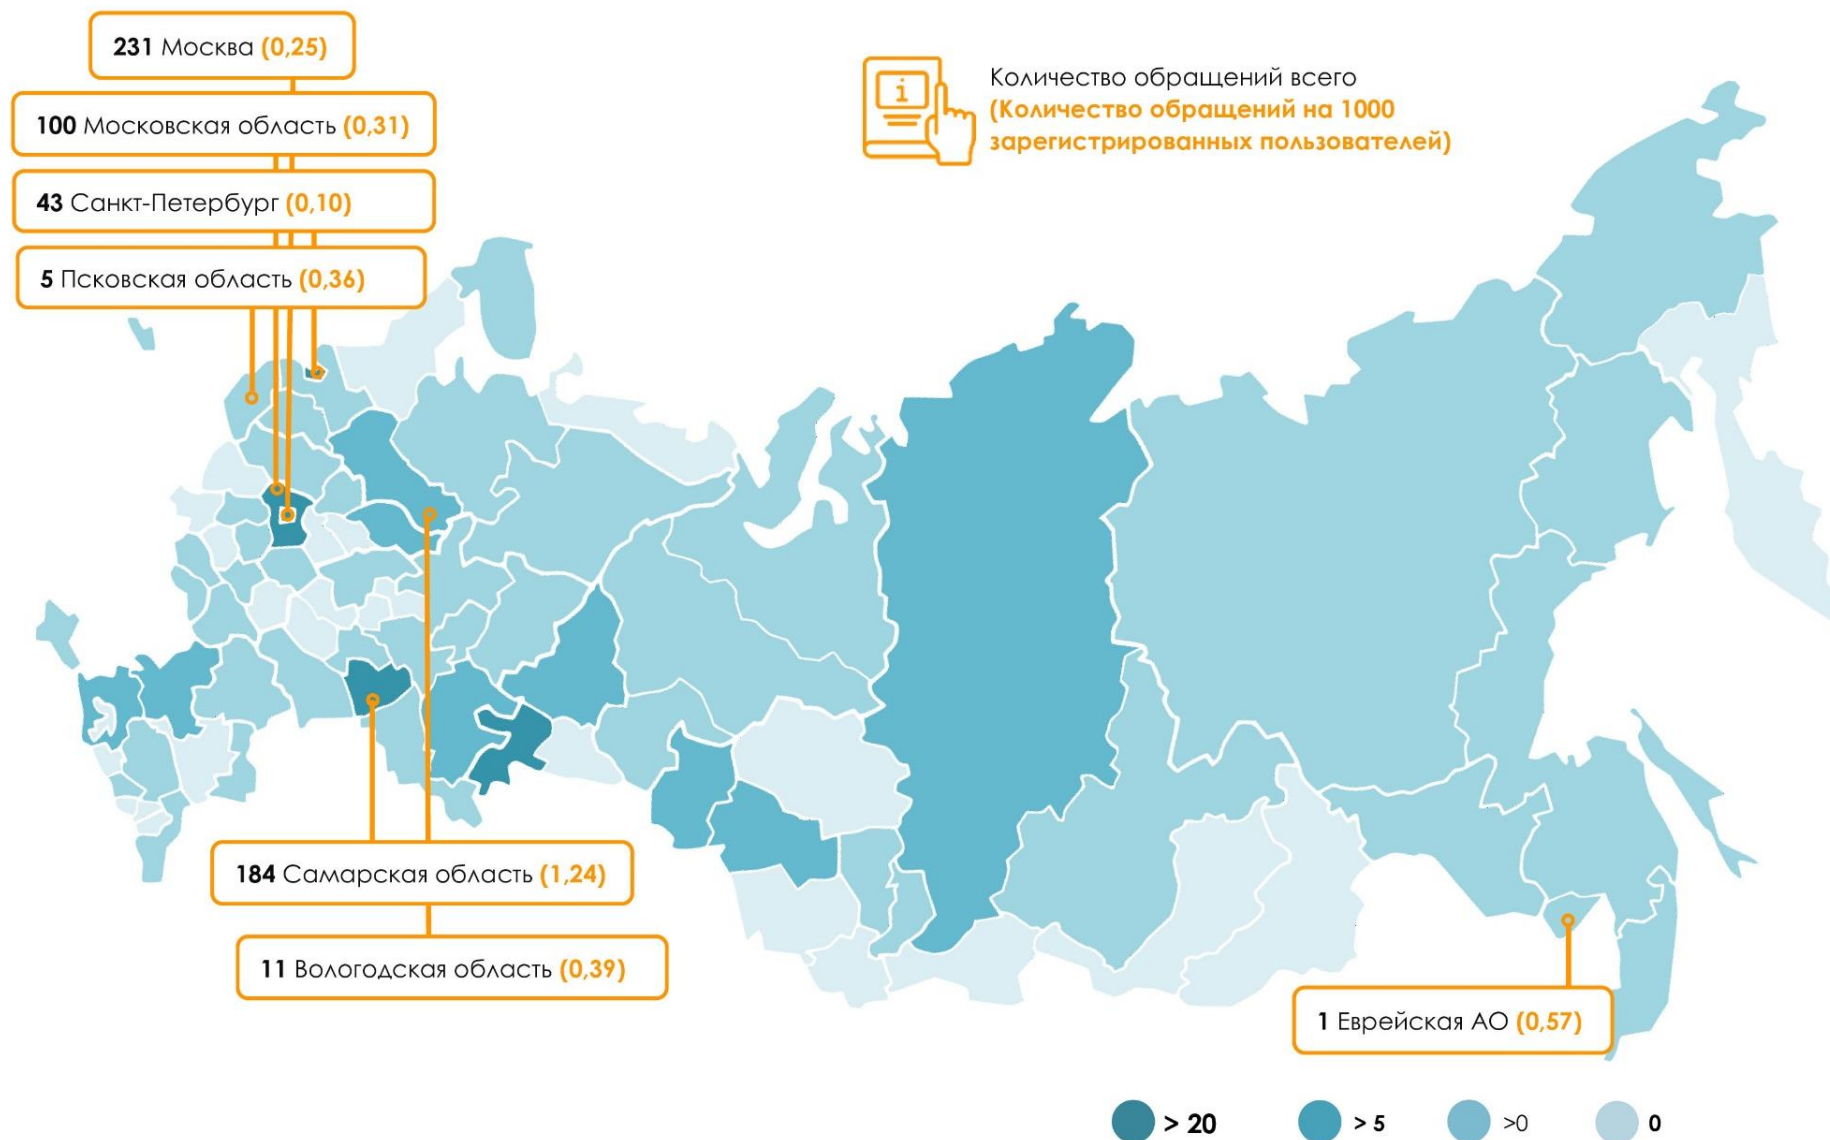 231 Москва (0,25)
100 Московская область (0,31)
43 Санкт-Петербург (0,10)
5 Псковская область (0,36)
i
Количество обращений всего
(Количество обращений на 1000
зарегистрированных пользователей)
184 Самарская область (1,24)
11 Вологодская область (0,39)
1 Еврейская АО (0,57)
> 20 > 5 >0 0